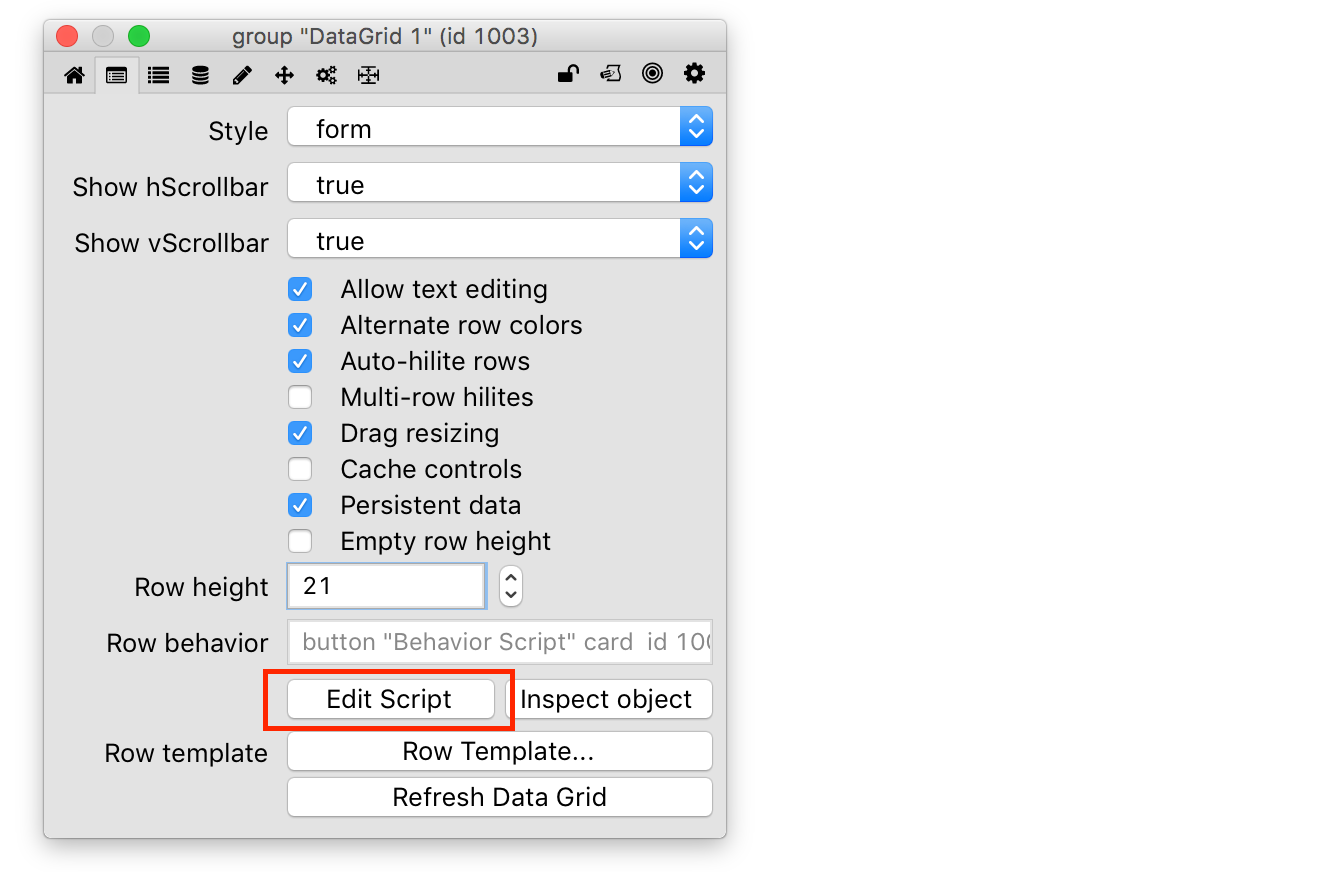 group "DataGrid 1" (id 1003)
Style form
Show hScrollbar true
Show vScrollbar true
Allow text editing
Alternate row colors
Auto-hilite rows
Multi-row hilites
Drag resizing
Cache controls
Persistent data
Empty row height
Row height 21
Row behavior button "Behavior Script" card id
Edit Script Inspect object
Row template Row Template...
Refresh Data Grid